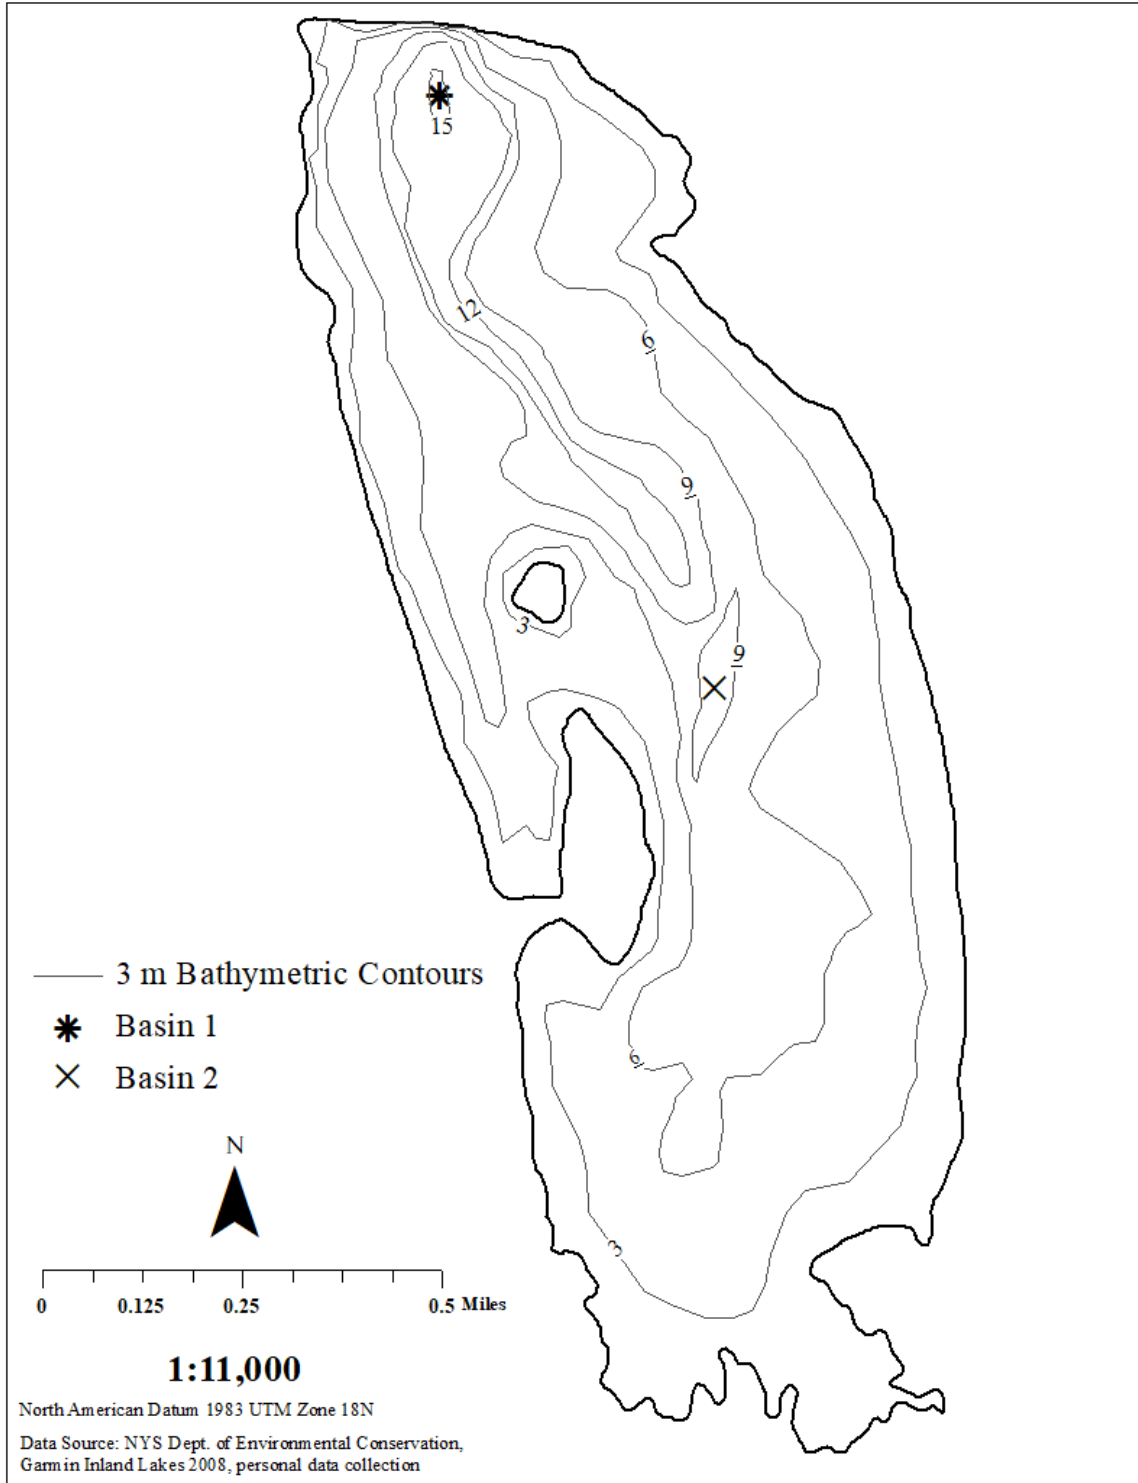 15
12
6
9
3
9
3 m Bathymetric Contours
Basin 1
Basin 2
6
N
3
0 0.125 0.25 0.5 Miles
1:11,000
North American Datum 1983 UTM Zone 18N
Data Source: NYS Dept. of Environmental Conservation,
Garmin Inland Lakes 2008, personal data collection